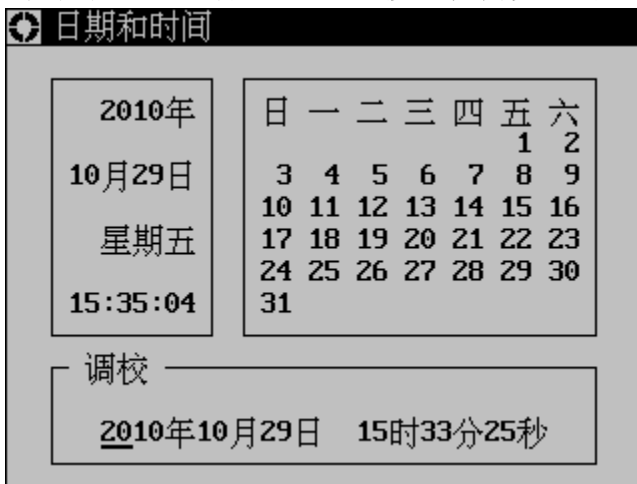 日期和时间
2010年
10月29日
星期五
15:35:04
日 一 二 三 四 五 六
1 2
3 4 5 6 7 8 9
10 11 12 13 14 15 16
17 18 19 20 21 22 23
24 25 26 27 28 29 30
31
调校
2010年10月29日 15时33分25秒